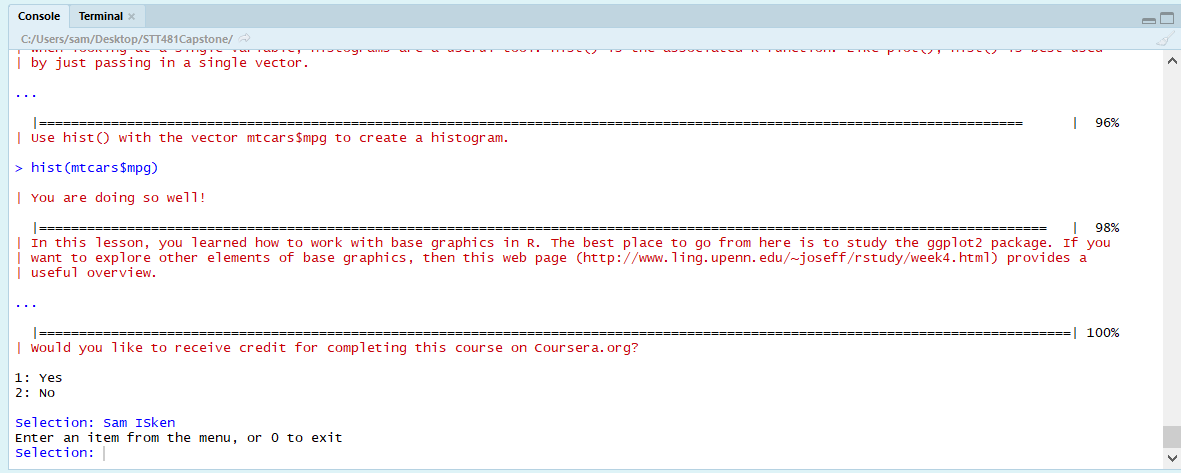 Console Terminal ×
C:/Users/sam/Desktop/STT481Capstone/
| When looking at a single variable, histograms are a useful tool. hist() is the associated R function. Like plot(), hist() is best used
| by just passing in a single vector.
...
|=====================================================================================================================      |  96%
| Use hist() with the vector mtcars$mpg to create a histogram.
> hist(mtcars$mpg)
| You are doing so well!
|========================================================================================================================   |  98%
| In this lesson, you learned how to work with base graphics in R. The best place to go from here is to study the ggplot2 package. If you
| want to explore other elements of base graphics, then this web page (http://www.ling.upenn.edu/~joseff/rstudy/week4.html) provides a
| useful overview.
...
|===========================================================================================================================| 100%
| Would you like to receive credit for completing this course on Coursera.org?
1: Yes
2: No
Selection: Sam ISken
Enter an item from the menu, or 0 to exit
Selection: